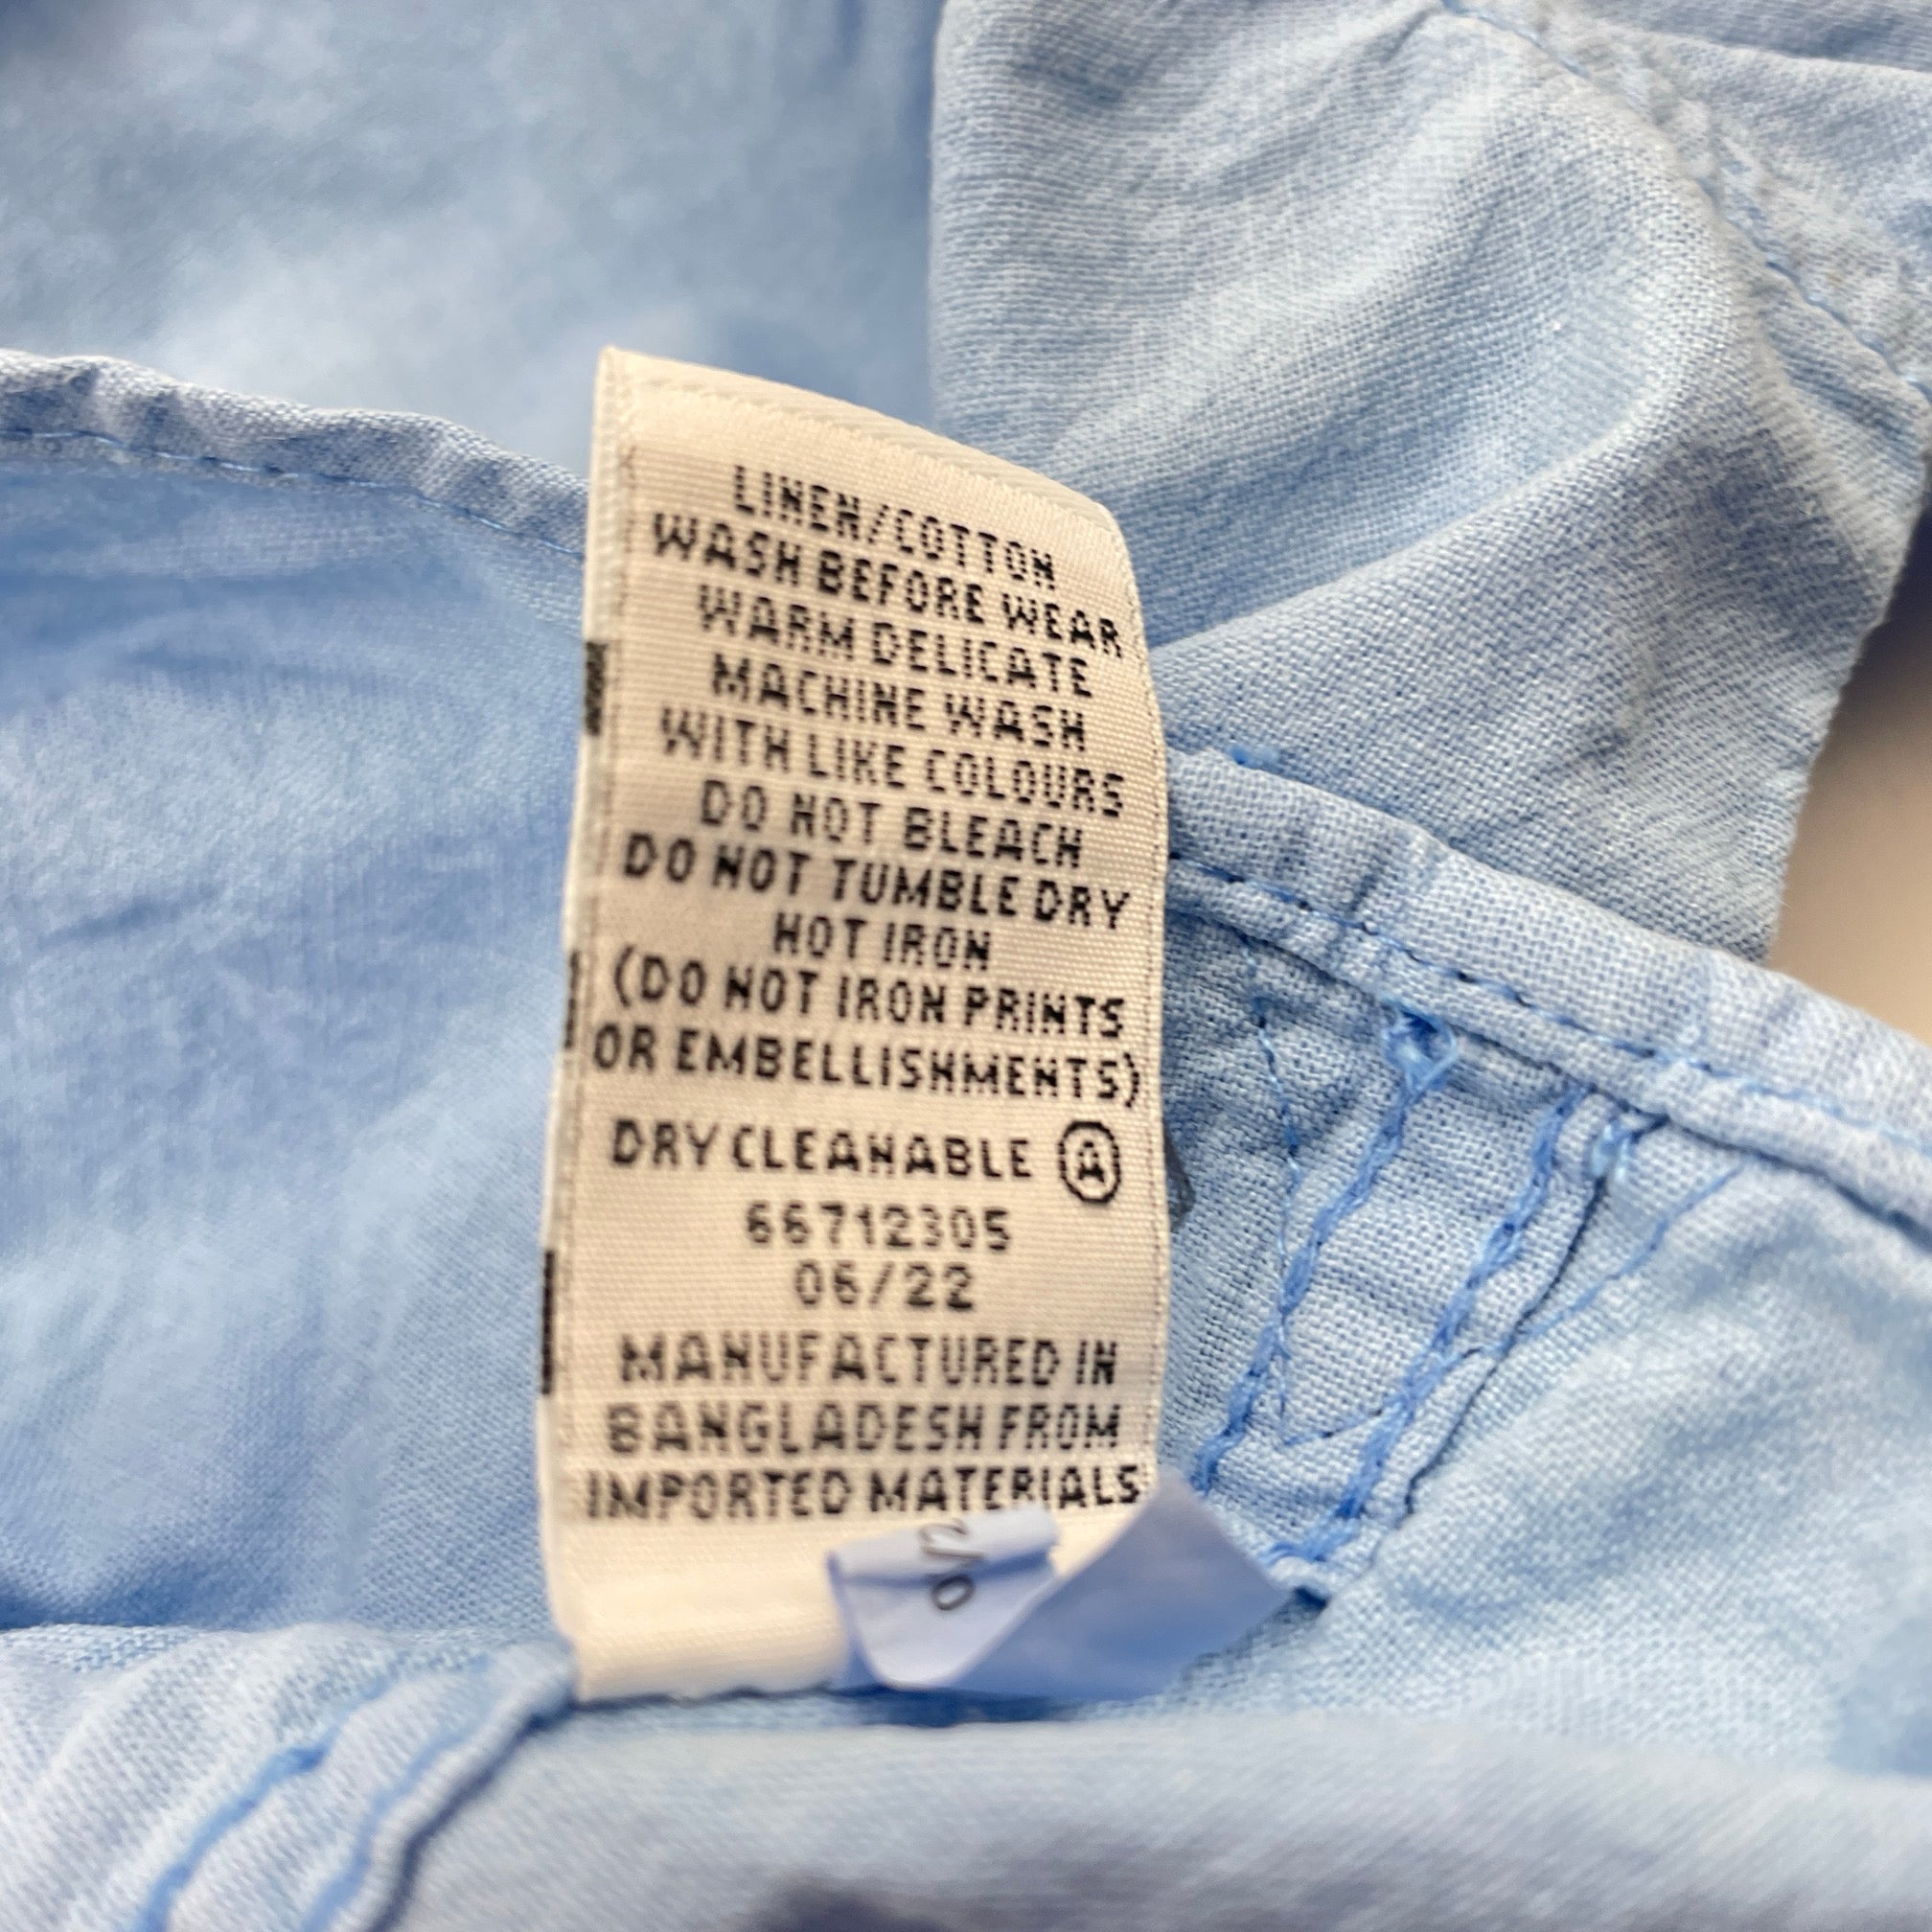 LINEN/COTTON
WASH BEFORE WEAR
WARM DELICATE
MACHINE WASH
WITH LIKE COLOURS
DO NOT BLEACH
DO NOT TUMBLE DRY
HOT IRON
(DO NOT IRON PRINTS
OR EMBELLISHMENTS)
DRY CLEANABLE Ⓐ
66712305
06/22
MANUFACTURED IN
BANGLADESH FROM
IMPORTED MATERIALS